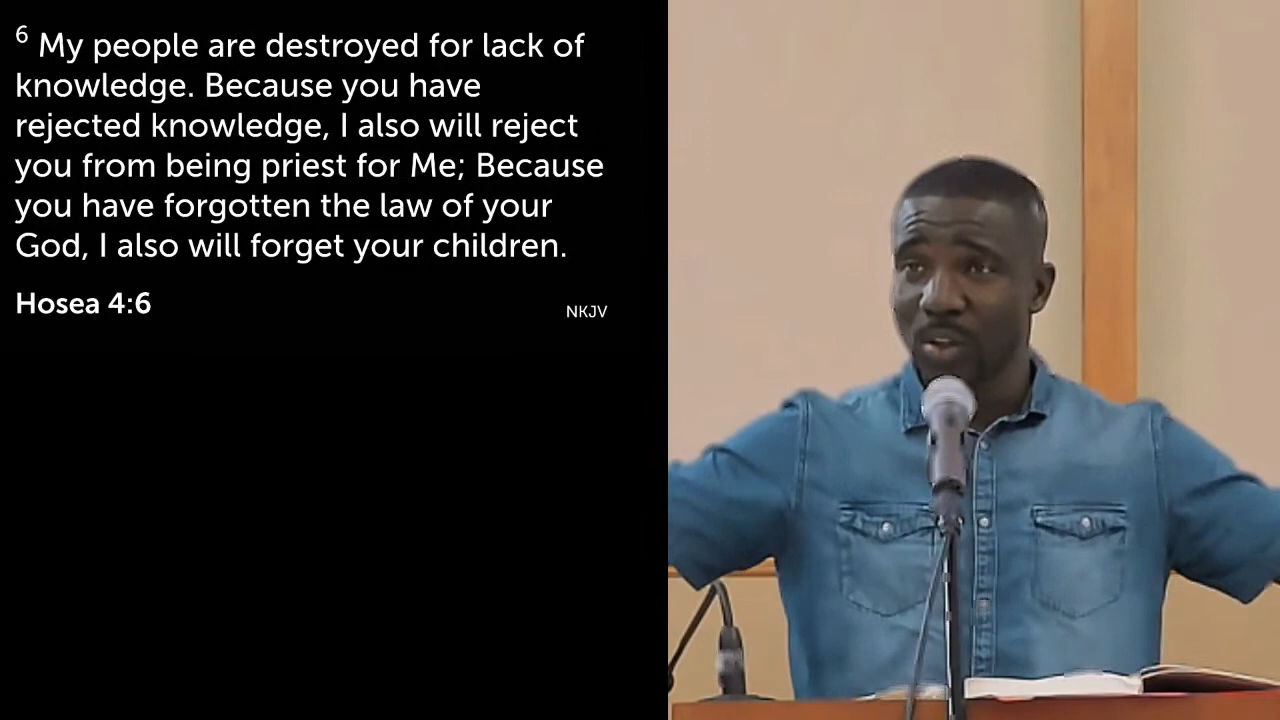 6 My people are destroyed for lack of
knowledge. Because you have
rejected knowledge, I also will reject
you from being priest for Me; Because
you have forgotten the law of your
God, I also will forget your children.
Hosea 4:6
NKJV